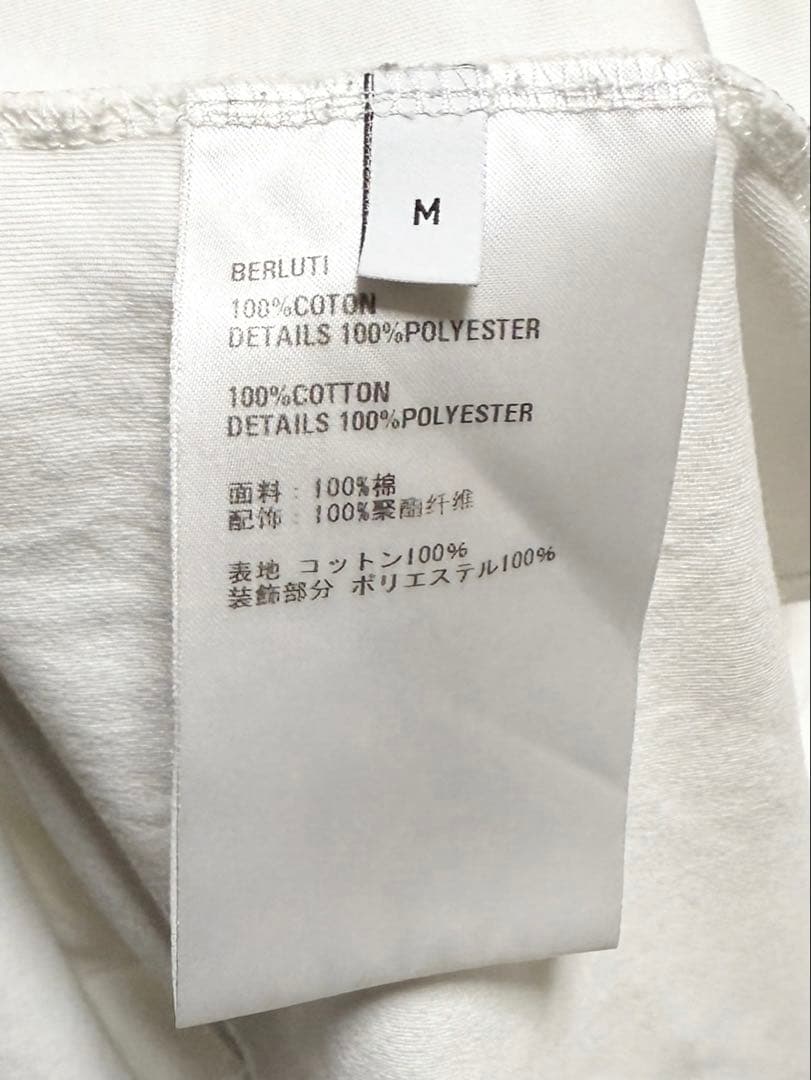 M
BERLUTI
100%COTON
DETAILS 100%POLYESTER
100%COTTON
DETAILS 100%POLYESTER
面料：100%棉
配饰：100%聚酯纤维
表地 コットン100%
装飾部分 ポリエステル100%